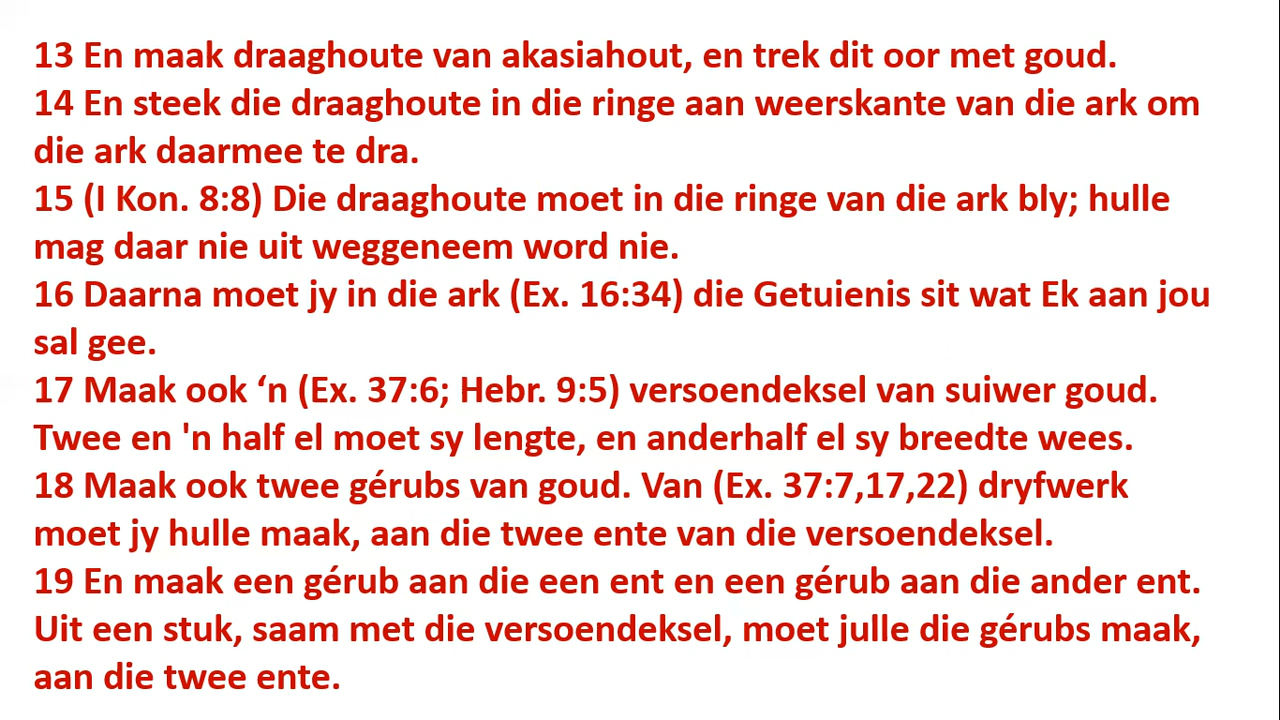 13 En maak draaghoute van akasiahout, en trek dit oor met goud.
14 En steek die draaghoute in die ringe aan weerskante van die ark om
die ark daarmee te dra.
15 (I Kon. 8:8) Die draaghoute moet in die ringe van die ark bly; hulle
mag daar nie uit weggeneem word nie.
16 Daarna moet jy in die ark (Ex. 16:34) die Getuienis sit wat Ek aan jou
sal gee.
17 Maak ook ‘n (Ex. 37:6; Hebr. 9:5) versoendeksel van suiwer goud.
Twee en 'n half el moet sy lengte, en anderhalf el sy breedte wees.
18 Maak ook twee gérubs van goud. Van (Ex. 37:7,17,22) dryfwerk
moet jy hulle maak, aan die twee ente van die versoendeksel.
19 En maak een gérub aan die een ent en een gérub aan die ander ent.
Uit een stuk, saam met die versoendeksel, moet julle die gérubs maak,
aan die twee ente.